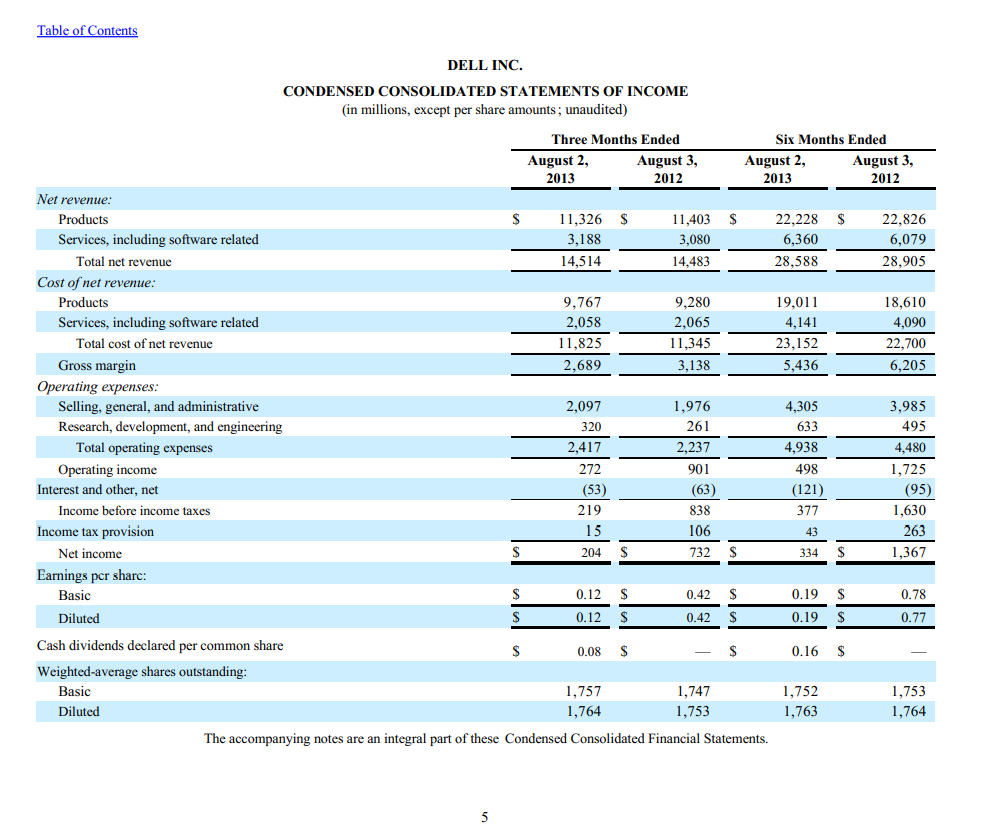 Table of Contents
DELL INC.
CONDENSED CONSOLIDATED STATEMENTS OF INCOME
(in millions, except per share amounts; unaudited)
Three Months Ended Six Months Ended
August 2, August 3, August 2, August 3,
2013 2012 2013 2012
Net revenue:
Products $ 11,326 $ 11,403 $ 22,228 $ 22,826
Services, including software related 3,188 3,080 6,360 6,079
Total net revenue 14,514 14,483 28,588 28,905
Cost of net revenue:
Products 9,767 9,280 19,011 18,610
Services, including software related 2,058 2,065 4,141 4,090
Total cost of net revenue 11,825 11,345 23,152 22,700
Gross margin 2,689 3,138 5,436 6,205
Operating expenses:
Selling, general, and administrative 2,097 1,976 4,305 3,985
Research, development, and engineering 320 261 633 495
Total operating expenses 2,417 2,237 4,938 4,480
Operating income 272 901 498 1,725
Interest and other, net (53) (63) (121) (95)
Income before income taxes 219 838 377 1,630
Income tax provision 15 106 43 263
Net income $ 204 $ 732 $ 334 $ 1,367
Earnings per share:
Basic $ 0.12 $ 0.42 $ 0.19 $ 0.78
Diluted $ 0.12 $ 0.42 $ 0.19 $ 0.77
Cash dividends declared per common share $ 0.08 $ — $ 0.16 $ —
Weighted-average shares outstanding:
Basic 1,757 1,747 1,752 1,753
Diluted 1,764 1,753 1,763 1,764
The accompanying notes are an integral part of these Condensed Consolidated Financial Statements.
5